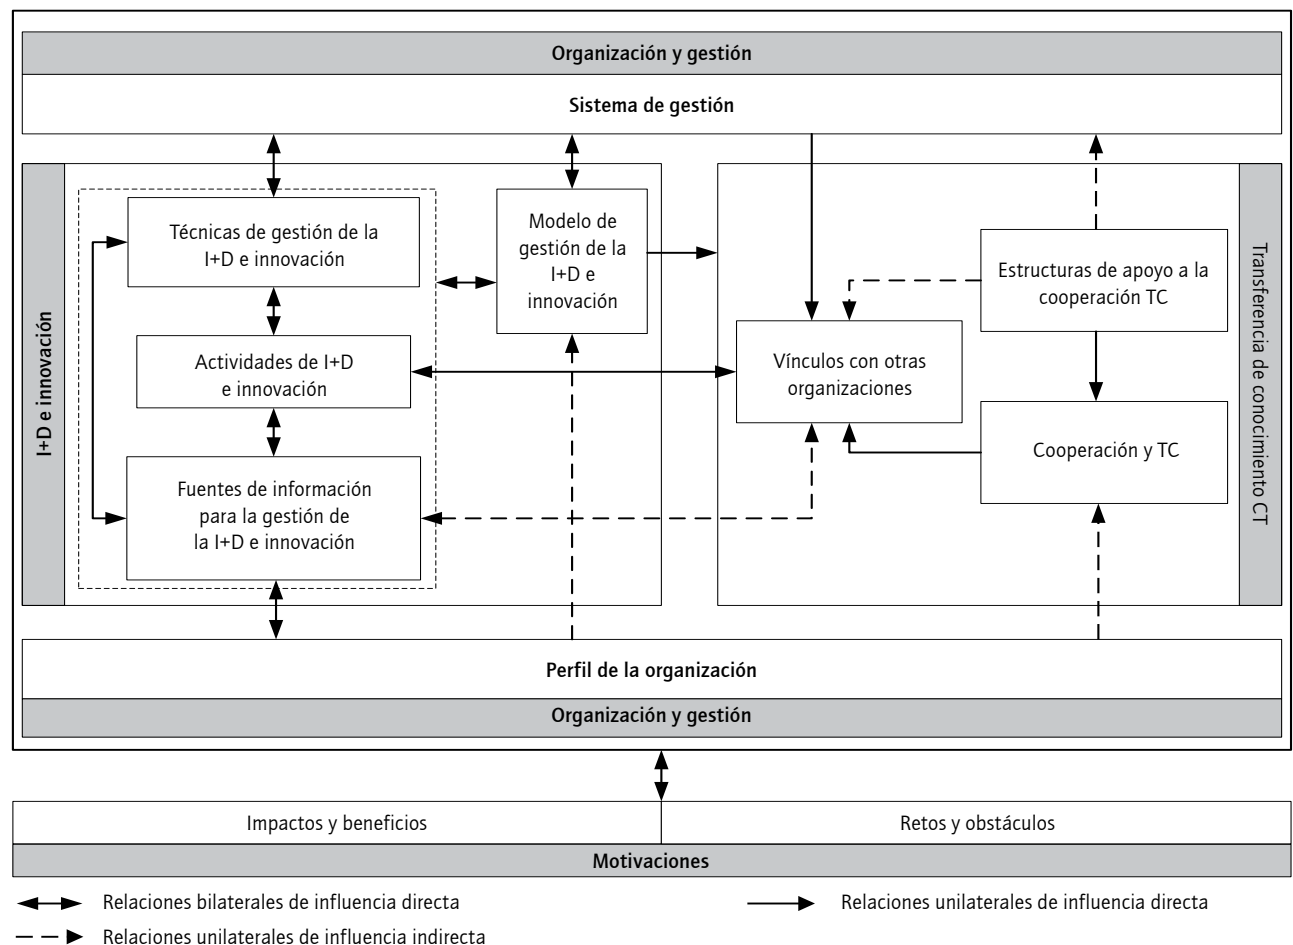 Organización y gestión
Sistema de gestión
I+D e innovación
Técnicas de gestión de la
I+D e innovación
Actividades de I+D
e innovación
Fuentes de información
para la gestión de
la I+D e innovación
Modelo de
gestión de la
I+D e
innovación
Vínculos con otras
organizaciones
Estructuras de apoyo a la
cooperación TC
Cooperación y TC
Transferencia de conocimiento CT
Perfil de la organización
Organización y gestión
Impactos y beneficios
Retos y obstáculos
Motivaciones
Relaciones bilaterales de influencia directa
Relaciones unilaterales de influencia directa
Relaciones unilaterales de influencia indirecta